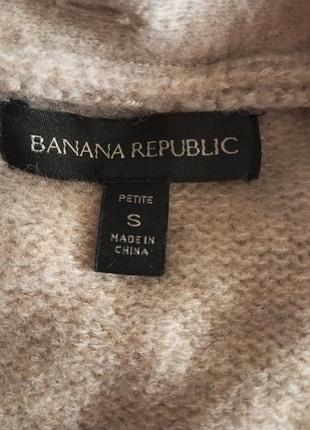 BANANA REPUBLIC
PETITE
S
MADE IN
CHINA